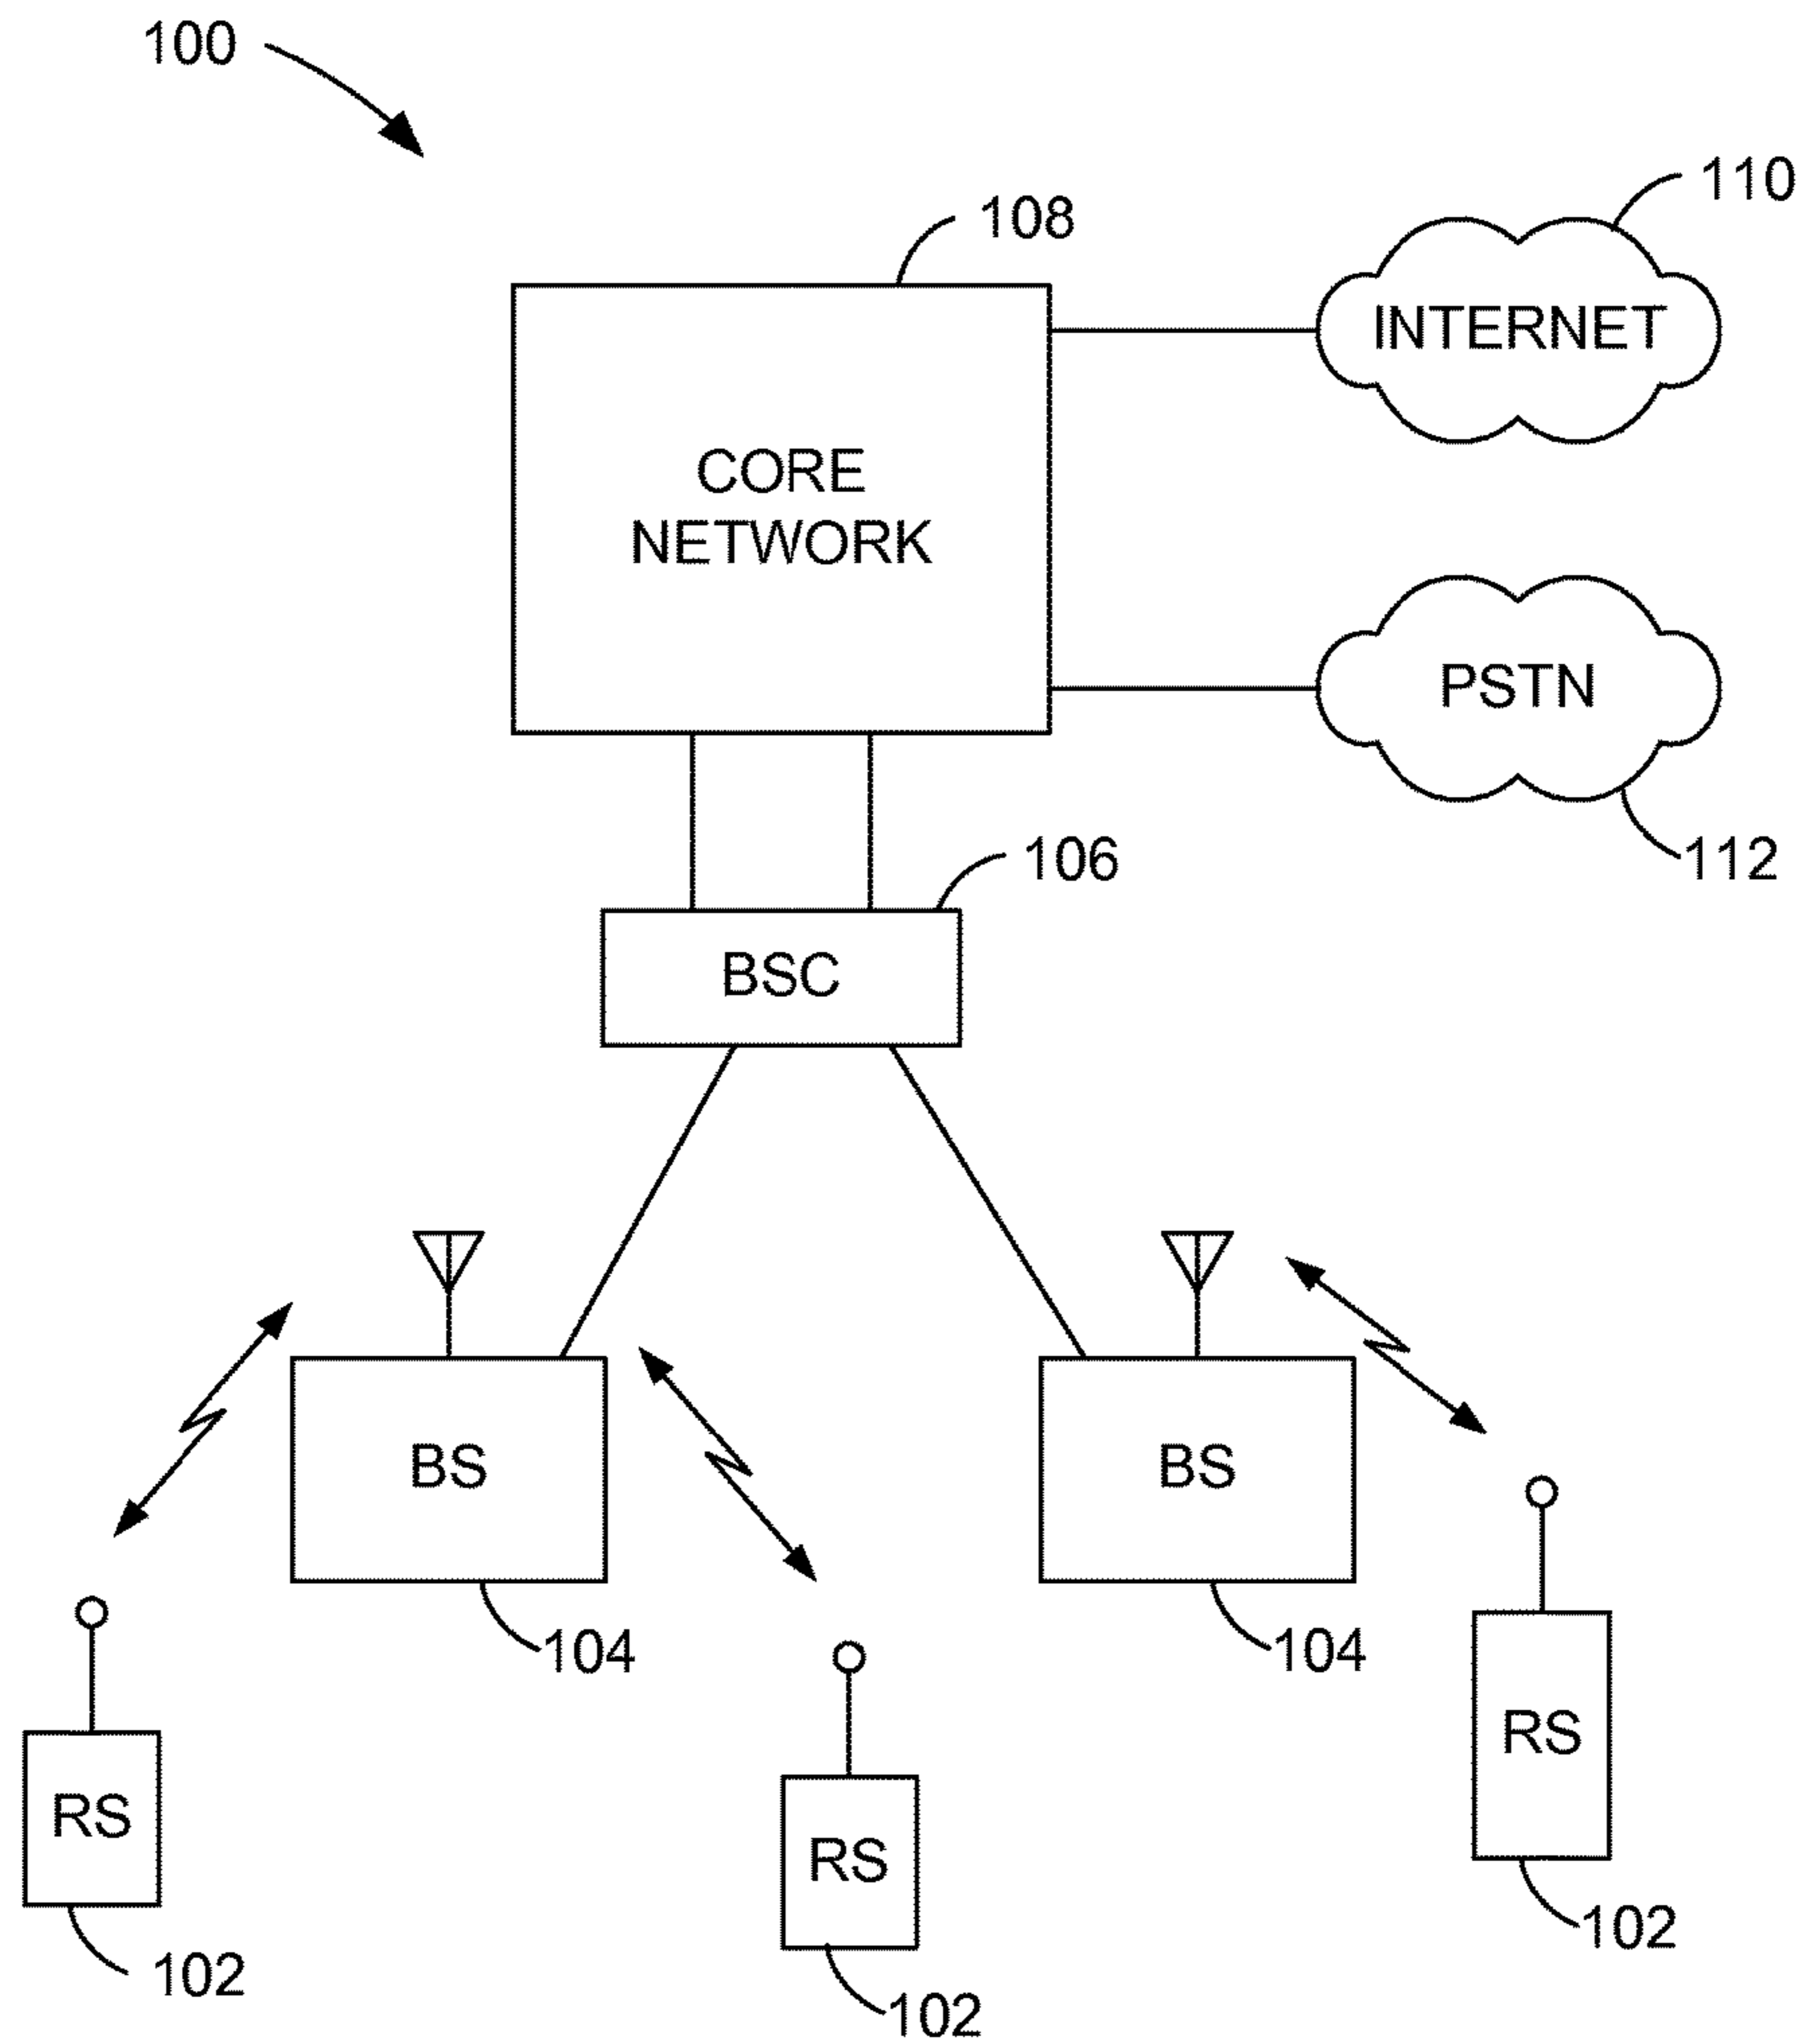 100
110
108
INTERNET
CORE
NETWORK
PSTN
112
106
BSC
BS
BS
104
104
RS
RS
RS
102
102
102